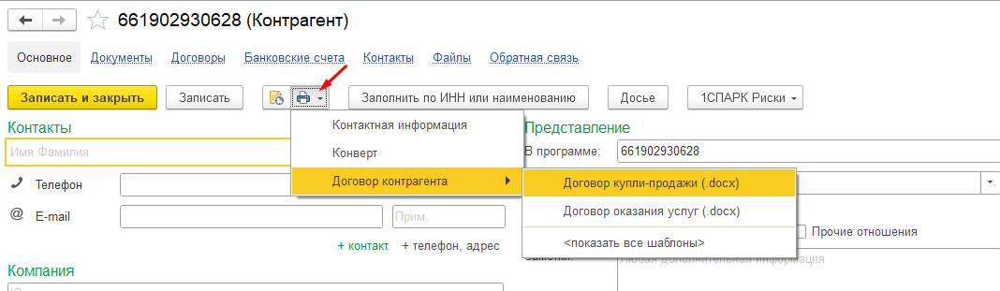 661902930628 (Контрагент)
Основное Документы Договоры Банковские счета Контакты Файлы Обратная связь
Записать и закрыть Записать Заполнить по ИНН или наименованию Досье 1СПАРК Риски
Контакты
Имя Фамилия
Телефон
E-mail
Прим.
+ контакт + телефон, адрес
Компания
Контактная информация
Конверт
Договор контрагента
Представление
В программе: 661902930628
Договор купли-продажи (.docx)
Договор оказания услуг (.docx)
<показать все шаблоны>
Прочие отношения
Любая дополнительная информация